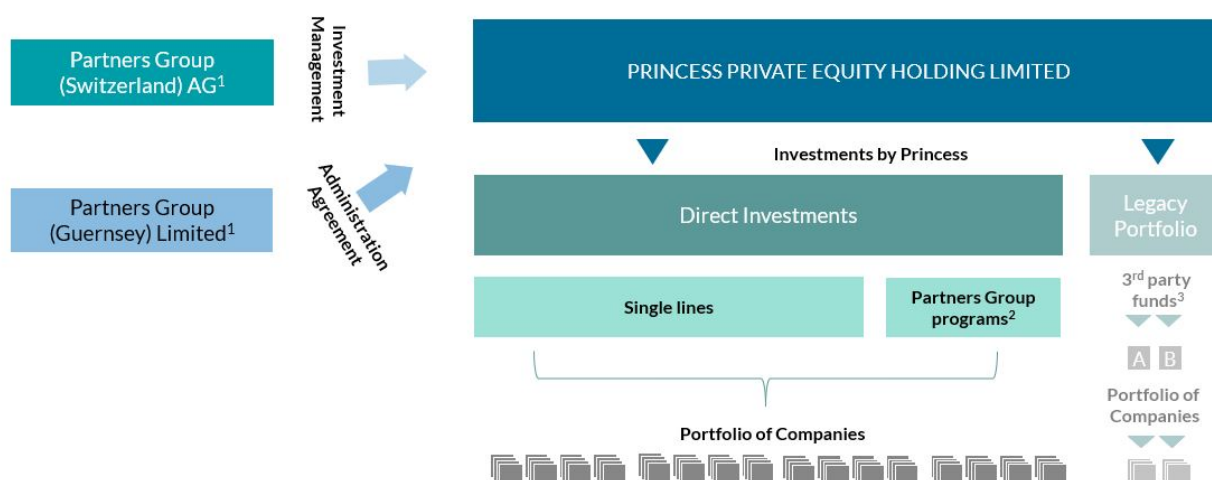 Partners Group
(Switzerland) AG¹
Investment
Management
PRINCESS PRIVATE EQUITY HOLDING LIMITED
Partners Group
(Guernsey) Limited¹
Administration
Agreement
Investments by Princess
Direct Investments
Legacy
Portfolio
Single lines
Partners Group
programs²
3rd party
funds³
A B
Portfolio of
Companies
Portfolio of Companies